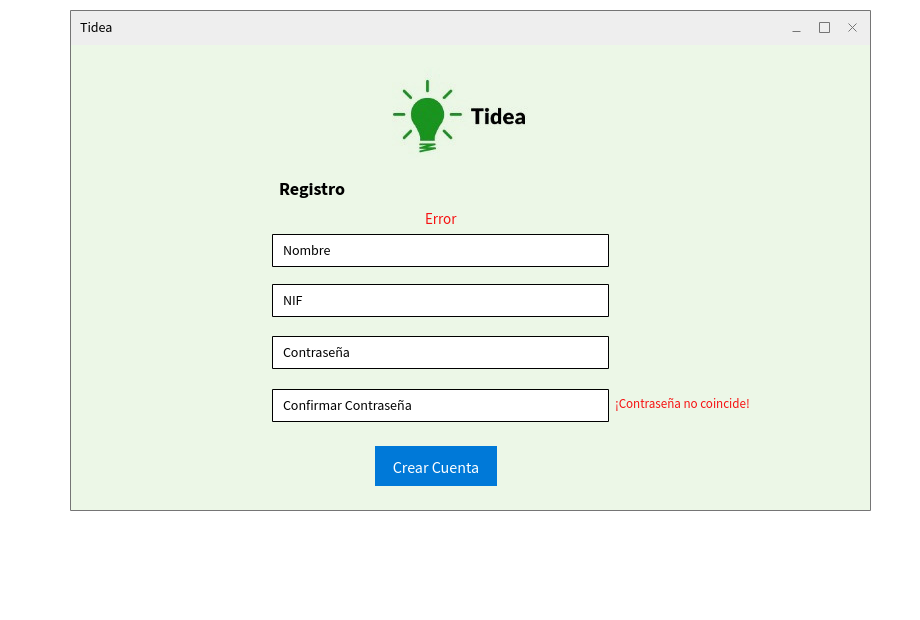 Tidea
Tidea
Registro
Error
Nombre
NIF
Contraseña
Confirmar Contraseña
¡Contraseña no coincide!
Crear Cuenta